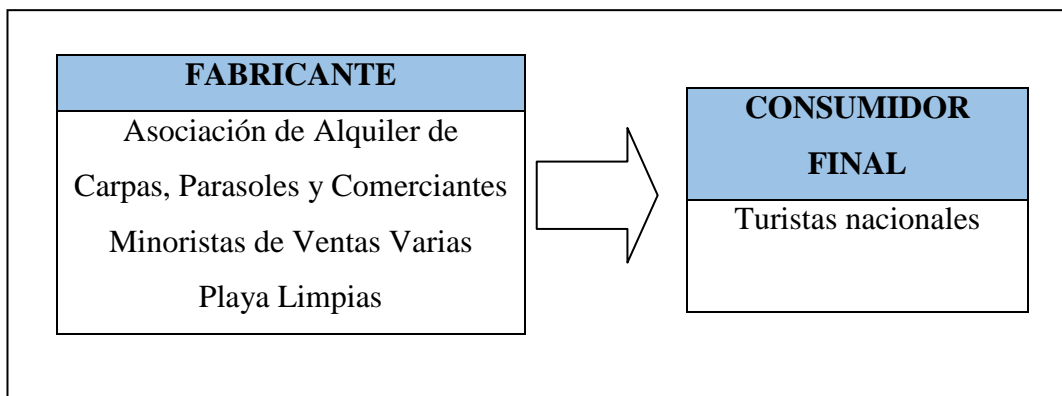 FABRICANTE
Asociación de Alquiler de
Carpas, Parasoles y Comerciantes
Minoristas de Ventas Varias
Playa Limpias
CONSUMIDOR
FINAL
Turistas nacionales